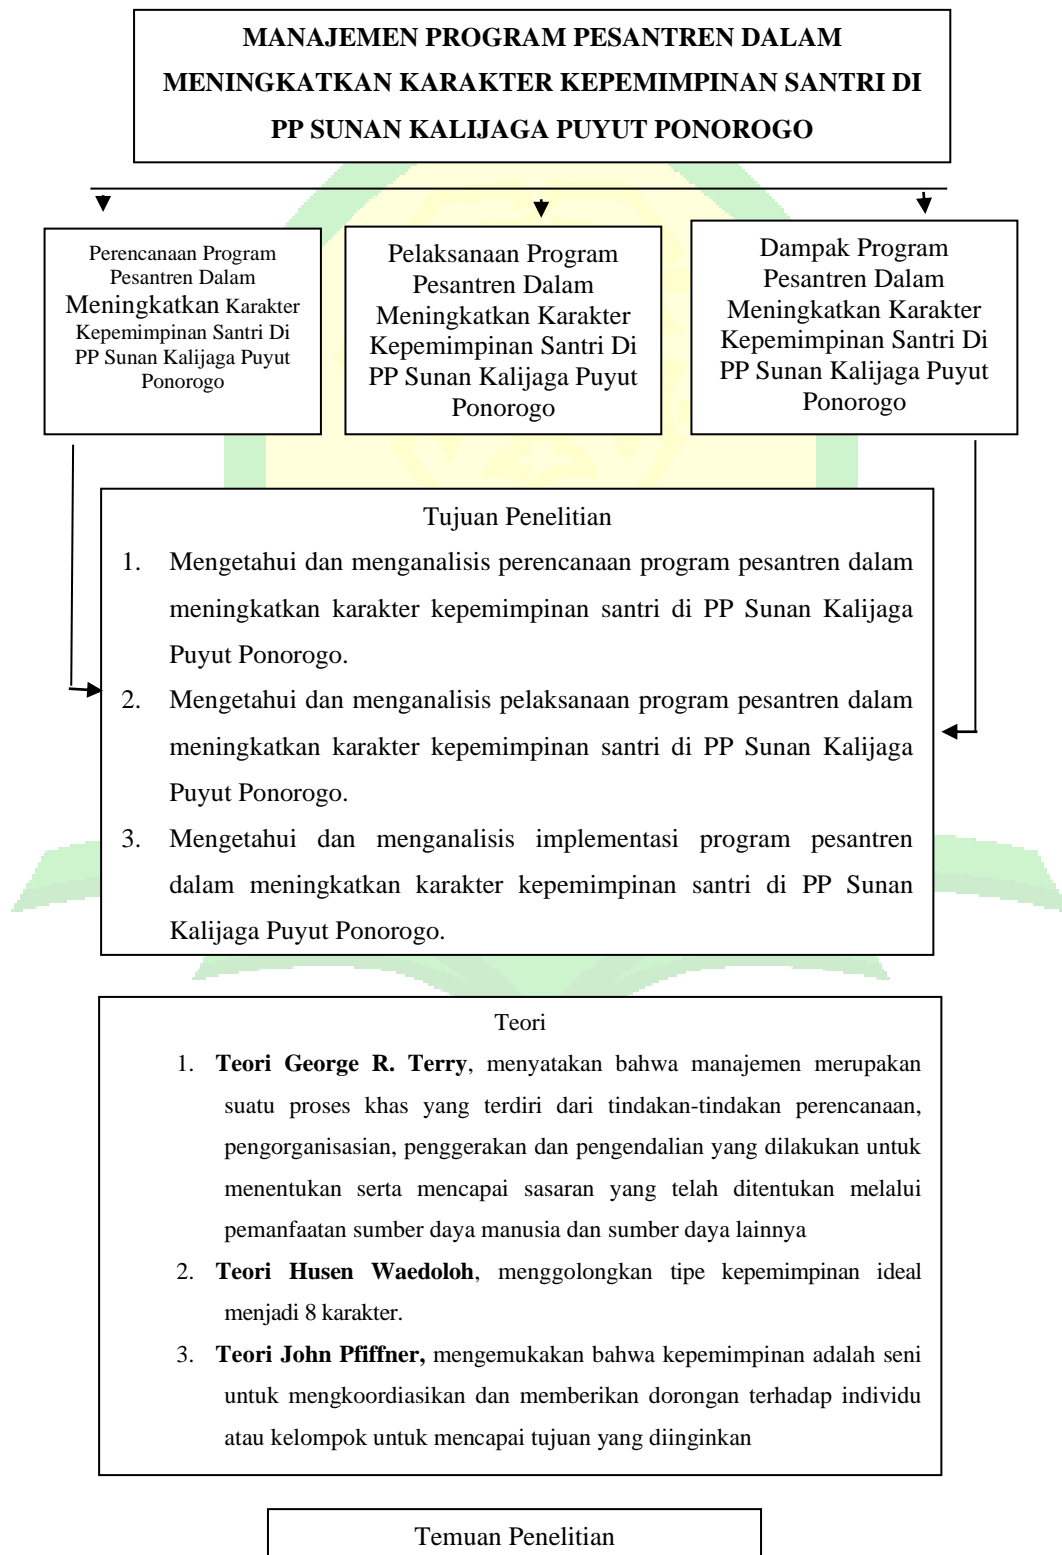 MANAJEMEN PROGRAM PESANTREN DALAM
MENINGKATKAN KARAKTER KEPEMIMPINAN SANTRI DI
PP SUNAN KALIJAGA PUYUT PONOROGO
Perencanaan Program
Pesantren Dalam
Meningkatkan Karakter
Kepemimpinan Santri Di
PP Sunan Kalijaga Puyut
Ponorogo
Pelaksanaan Program
Pesantren Dalam
Meningkatkan Karakter
Kepemimpinan Santri Di
PP Sunan Kalijaga Puyut
Ponorogo
Dampak Program
Pesantren Dalam
Meningkatkan Karakter
Kepemimpinan Santri Di
PP Sunan Kalijaga Puyut
Ponorogo
Tujuan Penelitian
1. Mengetahui dan menganalisis perencanaan program pesantren dalam
meningkatkan karakter kepemimpinan santri di PP Sunan Kalijaga
Puyut Ponorogo.
2. Mengetahui dan menganalisis pelaksanaan program pesantren dalam
meningkatkan karakter kepemimpinan santri di PP Sunan Kalijaga
Puyut Ponorogo.
3. Mengetahui dan menganalisis implementasi program pesantren
dalam meningkatkan karakter kepemimpinan santri di PP Sunan
Kalijaga Puyut Ponorogo.
Teori
1. Teori George R. Terry, menyatakan bahwa manajemen merupakan
suatu proses khas yang terdiri dari tindakan-tindakan perencanaan,
pengorganisasian, penggerakan dan pengendalian yang dilakukan untuk
menentukan serta mencapai sasaran yang telah ditentukan melalui
pemanfaatan sumber daya manusia dan sumber daya lainnya
2. Teori Husen Waedoloh, menggolongkan tipe kepemimpinan ideal
menjadi 8 karakter.
3. Teori John Pfiffner, mengemukakan bahwa kepemimpinan adalah seni
untuk mengkoordiasikan dan memberikan dorongan terhadap individu
atau kelompok untuk mencapai tujuan yang diinginkan
Temuan Penelitian